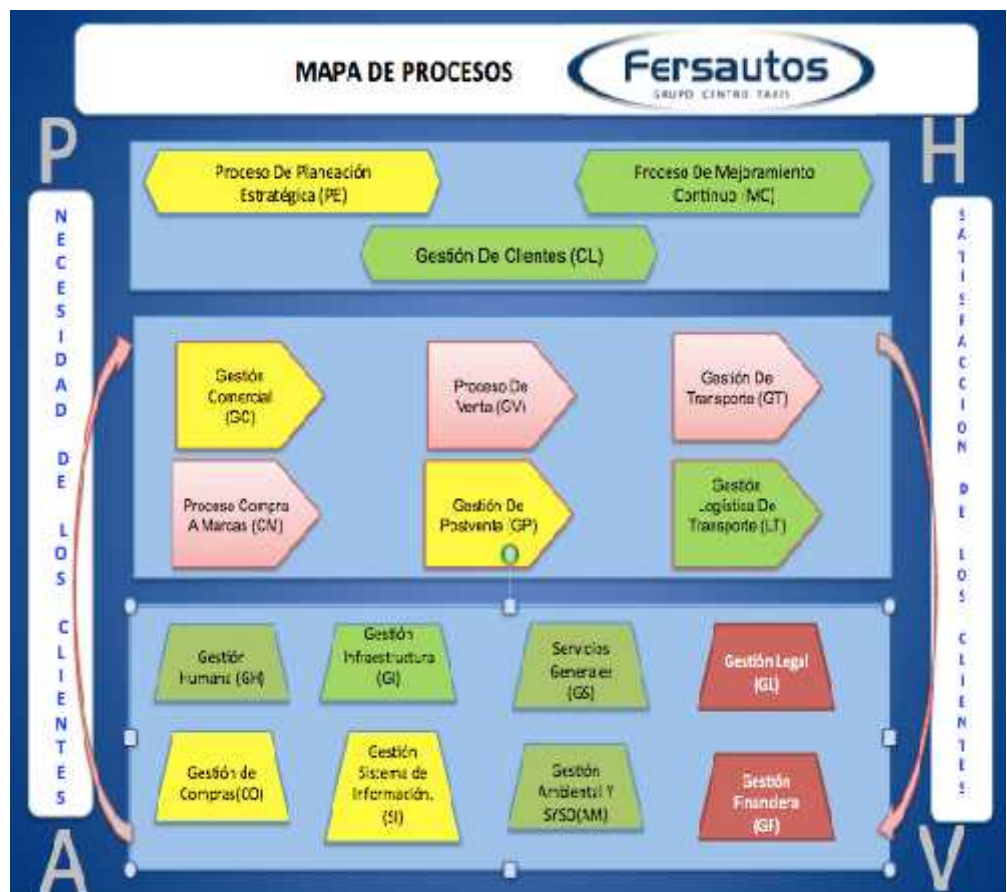 MAPA DE PROCESOS
Fersautos
GRUPO CENTRO TAXIS
P
H
NECESIDAD DE LOS CLIENTES
SATISFACCION DE LOS CLIENTES
Proceso De Planeación
Estratégica (PE)
Proceso De Mejoramiento
Continuo (MC)
Gestión De Clientes (CL)
Gestión
Comercial
(GC)
Proceso De
Venta (GV)
Gestión De
Transporte (GT)
Proceso Compra
A Marcas (CM)
Gestión De
Postventa (GP)
Gestión
Logística De
Transporte (LT)
Gestión
Humana (GH)
Gestión
Infraestructura
(GI)
Servicios
Generales
(GS)
Gestión Legal
(GL)
Gestión de
Compras(CO)
Gestión
Sistema de
Información.
(SI)
Gestión
Ambiental Y
SYSO(AM)
Gestión
Financiera
(GF)
A
V